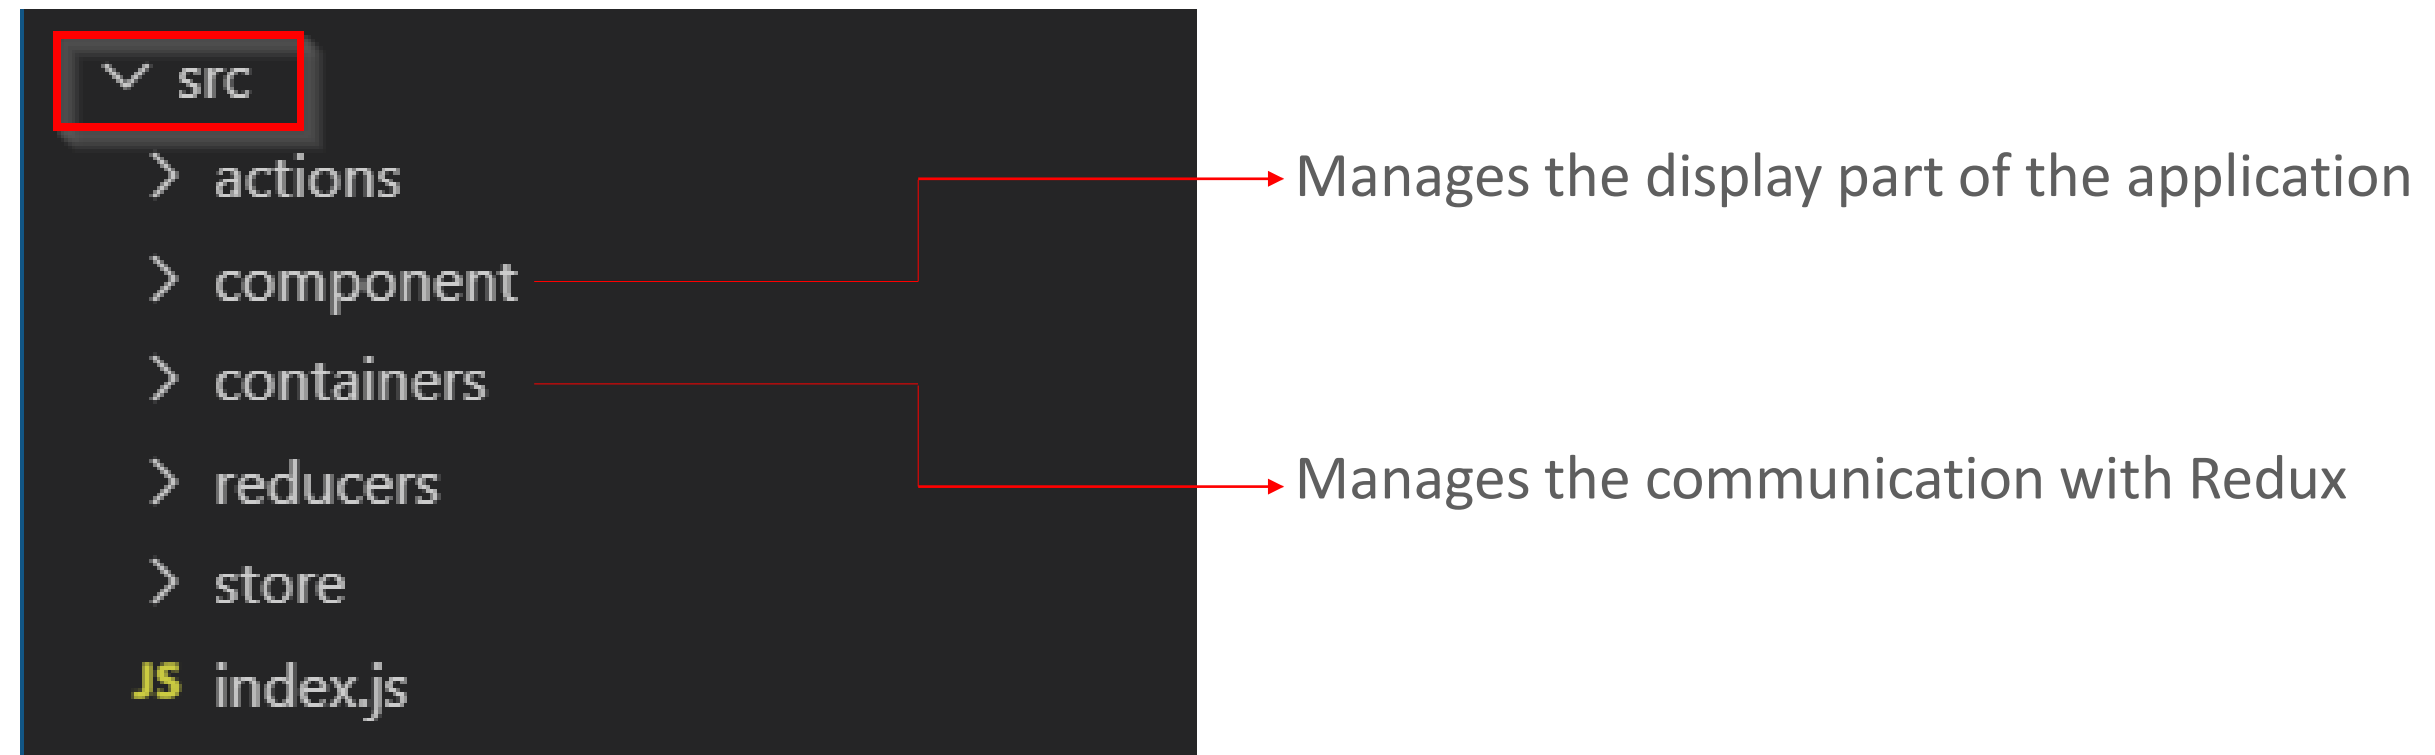 src
actions
Manages the display part of the application
component
containers
Manages the communication with Redux
reducers
store
JS index.js